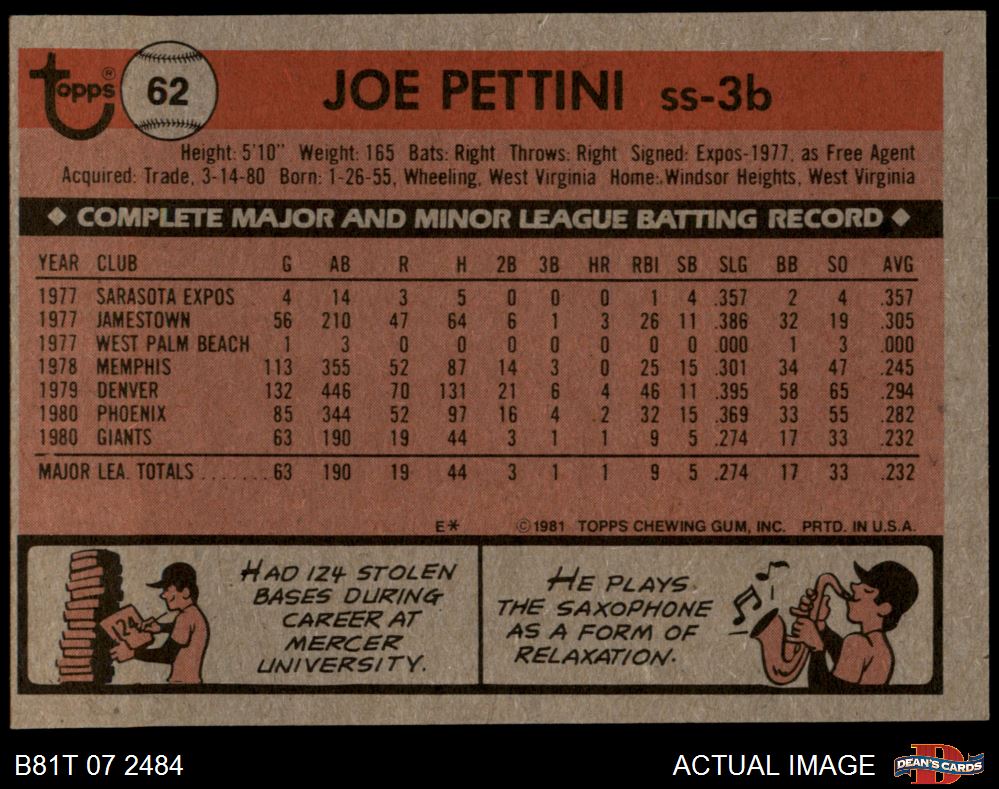 topps® 62 JOE PETTINI ss-3b
Height: 5'10" Weight: 165 Bats: Right Throws: Right Signed: Expos-1977, as Free Agent
Acquired: Trade, 3-14-80 Born: 1-26-55, Wheeling, West Virginia Home: Windsor Heights, West Virginia
◆ COMPLETE MAJOR AND MINOR LEAGUE BATTING RECORD ◆
YEAR CLUB G AB R H 2B 3B HR RBI SB SLG BB SO AVG
1977 SARASOTA EXPOS 4 14 3 5 0 0 0 1 4 .357 2 4 .357
1977 JAMESTOWN 56 210 47 64 6 1 3 26 11 .386 32 19 .305
1977 WEST PALM BEACH 1 3 0 0 0 0 0 0 0 .000 1 3 .000
1978 MEMPHIS 113 355 52 87 14 3 0 25 15 .301 34 47 .245
1979 DENVER 132 446 70 131 21 6 4 46 11 .395 58 65 .294
1980 PHOENIX 85 344 52 97 16 4 2 32 15 .369 33 55 .282
1980 GIANTS 63 190 19 44 3 1 1 9 5 .274 17 33 .232
MAJOR LEA. TOTALS ....... 63 190 19 44 3 1 1 9 5 .274 17 33 .232
E* ©1981 TOPPS CHEWING GUM, INC. PRTD. IN U.S.A.
124
HAD 124 STOLEN
BASES DURING
CAREER AT
MERCER
UNIVERSITY.
HE PLAYS
THE SAXOPHONE
AS A FORM OF
RELAXATION.
B81T 07 2484 ACTUAL IMAGE DEAN'S CARDS